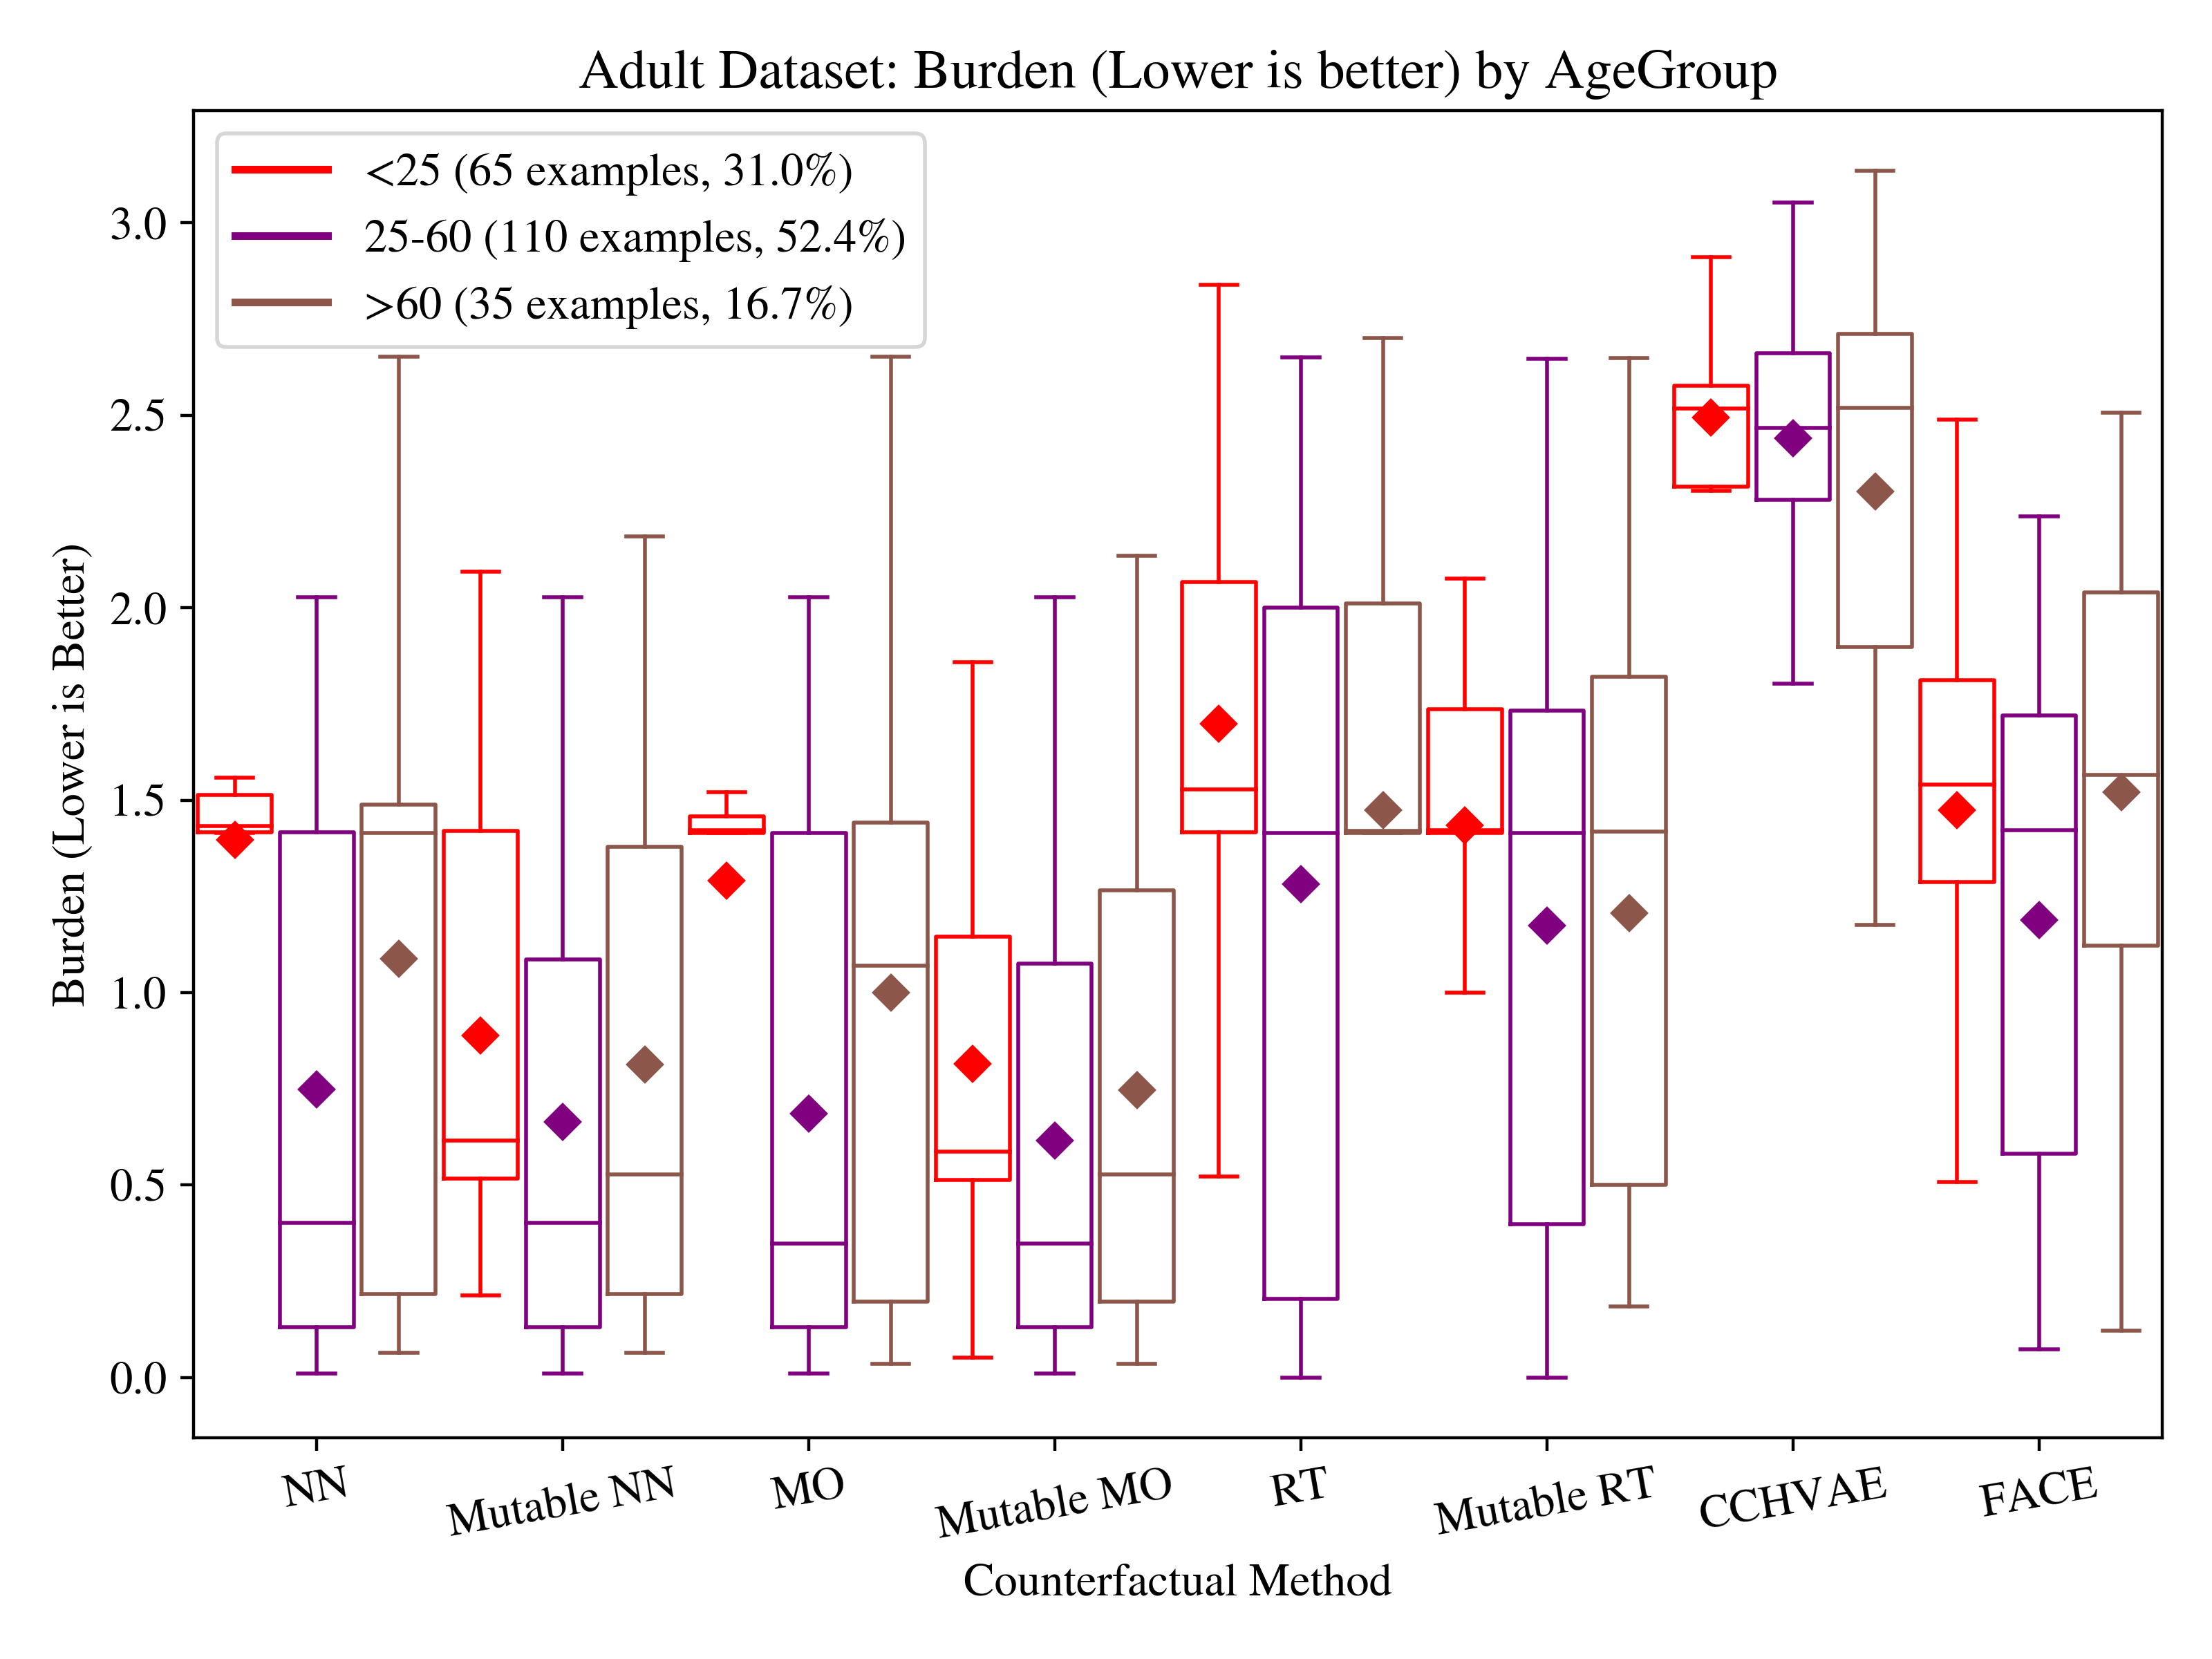 Adult Dataset: Burden (Lower is better) by AgeGroup
<25 (65 examples, 31.0%)
25-60 (110 examples, 52.4%)
>60 (35 examples, 16.7%)
3.0
2.5
2.0
1.5
1.0
0.5
0.0
Burden (Lower is Better)
NN
Mutable NN
MO
Mutable MO
RT
Mutable RT
CCHVAE
FACE
Counterfactual Method